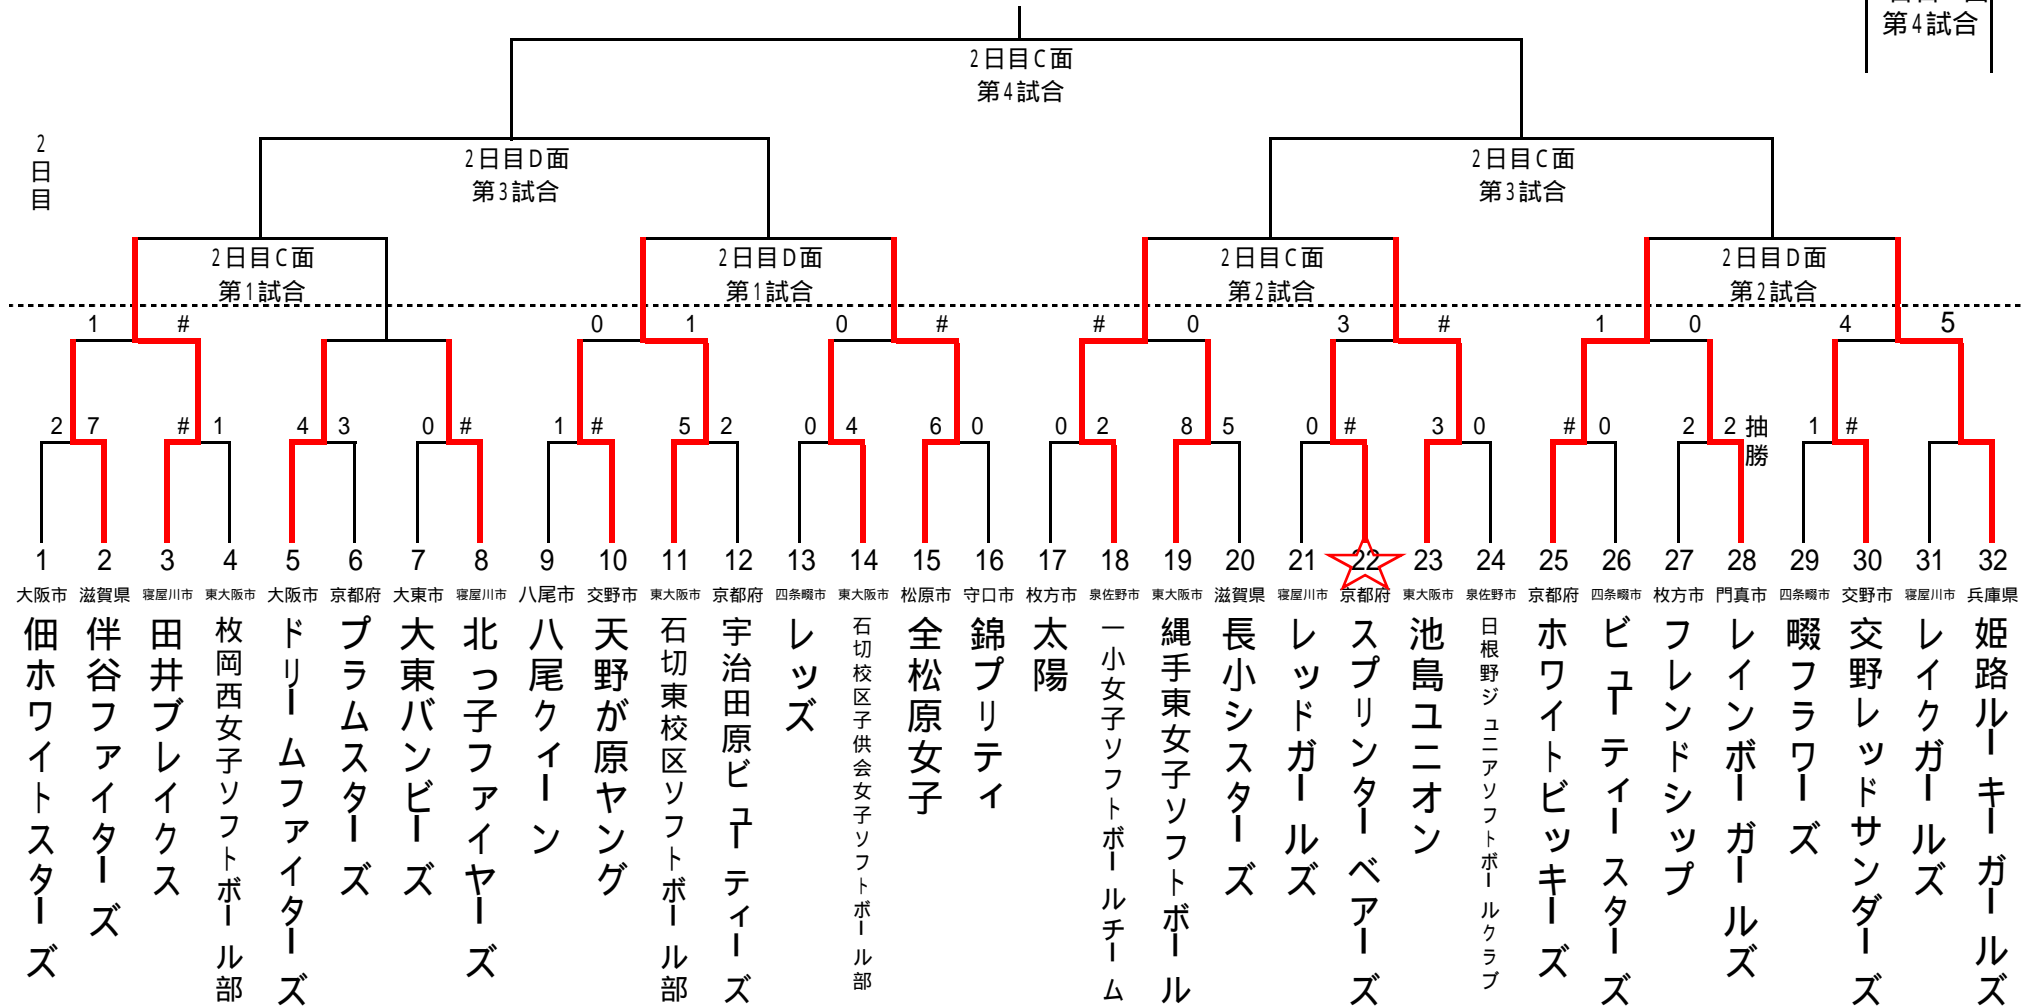 第4試合
2日目C面
第4試合
2日目
2日目D面
第3試合
2日目C面
第3試合
2日目C面
第1試合
2日目D面
第1試合
2日目C面
第2試合
2日目D面
第2試合
1 # 0 1 0 # # 0 3 # 1 0 4 5
2 7 # 1 4 3 0 # 1 # 5 2 0 4 6 0 0 2 8 5 0 # 3 0 # 0 2 2 抽勝 1 #
1 2 3 4 5 6 7 8 9 10 11 12 13 14 15 16 17 18 19 20 21 22 23 24 25 26 27 28 29 30 31 32
大阪市 滋賀県 寝屋川市 東大阪市 大阪市 京都府 大東市 寝屋川市 八尾市 交野市 東大阪市 京都府 四条畷市 東大阪市 松原市 守口市 枚方市 泉佐野市 東大阪市 滋賀県 寝屋川市 京都府 東大阪市 泉佐野市 京都府 四条畷市 枚方市 門真市 四条畷市 交野市 寝屋川市 兵庫県
佃ホワイトスターズ
伴谷ファイターズ
田井ブレイクス
枚岡西女子ソフトボール部
ドリームファイターズ
プラムスターズ
大東バンビーズ
北っ子ファイヤーズ
八尾クィーン
天野が原ヤング
石切東校区ソフトボール部
宇治田原ビューティーズ
レッズ
石切校区子供会女子ソフトボール部
全松原女子
錦プリティ
太陽
一小女子ソフトボールチーム
縄手東女子ソフトボール
長小シスターズ
レッドガールズ
スプリンターベアーズ
池島ユニオン
日根野ジュニアソフトボールクラブ
ホワイトビッキーズ
ビューティースターズ
フレンドシップ
レインボーガールズ
畷フラワーズ
交野レッドサンダーズ
レイクガールズ
姫路ルーキーガールズ